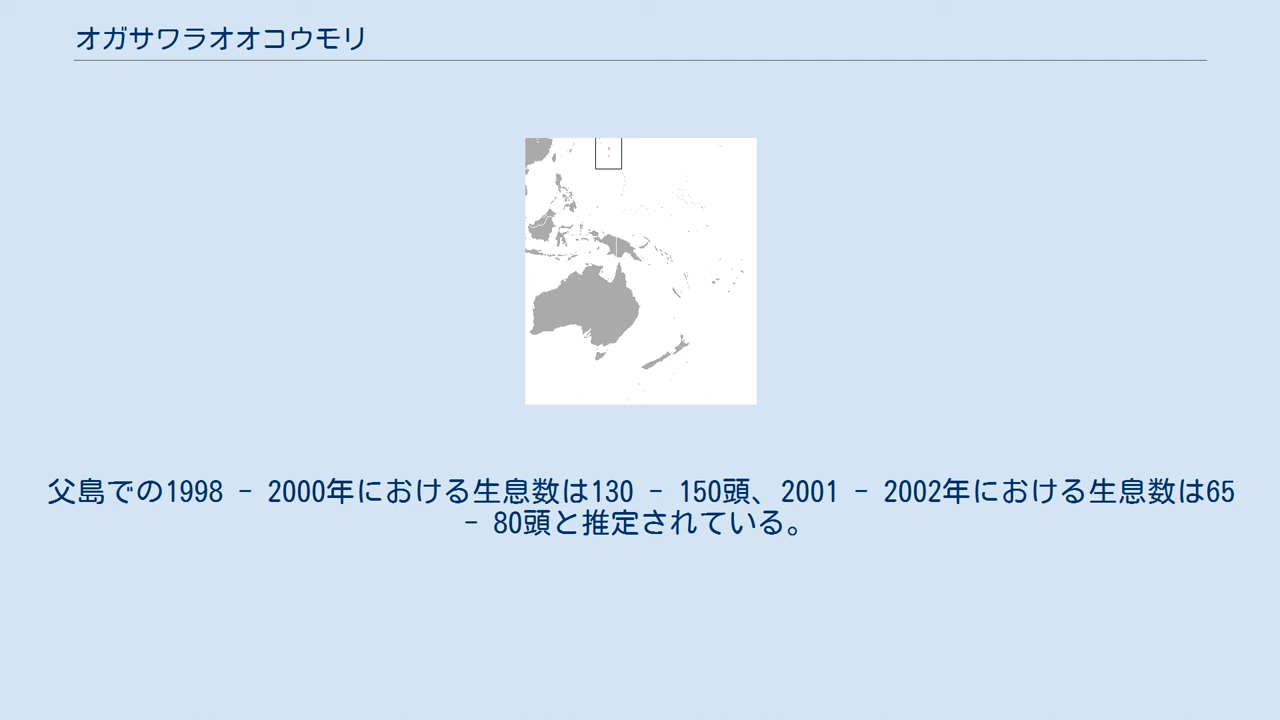 オガサワラオオコウモリ
父島での1998 - 2000年における生息数は130 - 150頭、2001 - 2002年における生息数は65
- 80頭と推定されている。